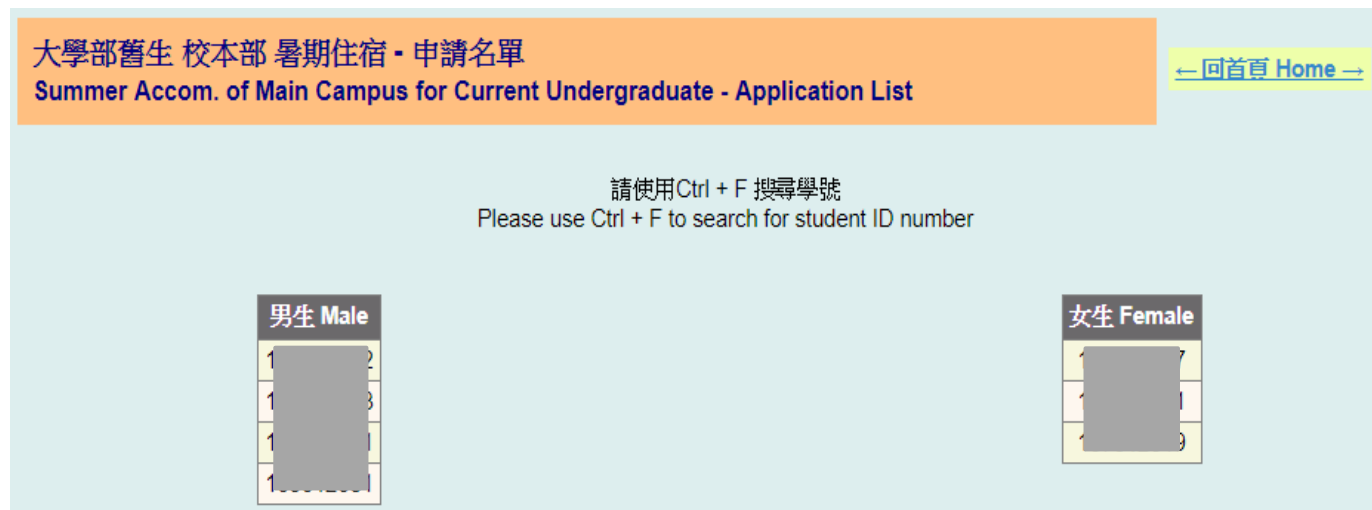 大學部舊生 校本部 暑期住宿 - 申請名單
Summer Accom. of Main Campus for Current Undergraduate - Application List
←回首頁 Home→
請使用Ctrl + F 搜尋學號
Please use Ctrl + F to search for student ID number
男生 Male
女生 Female